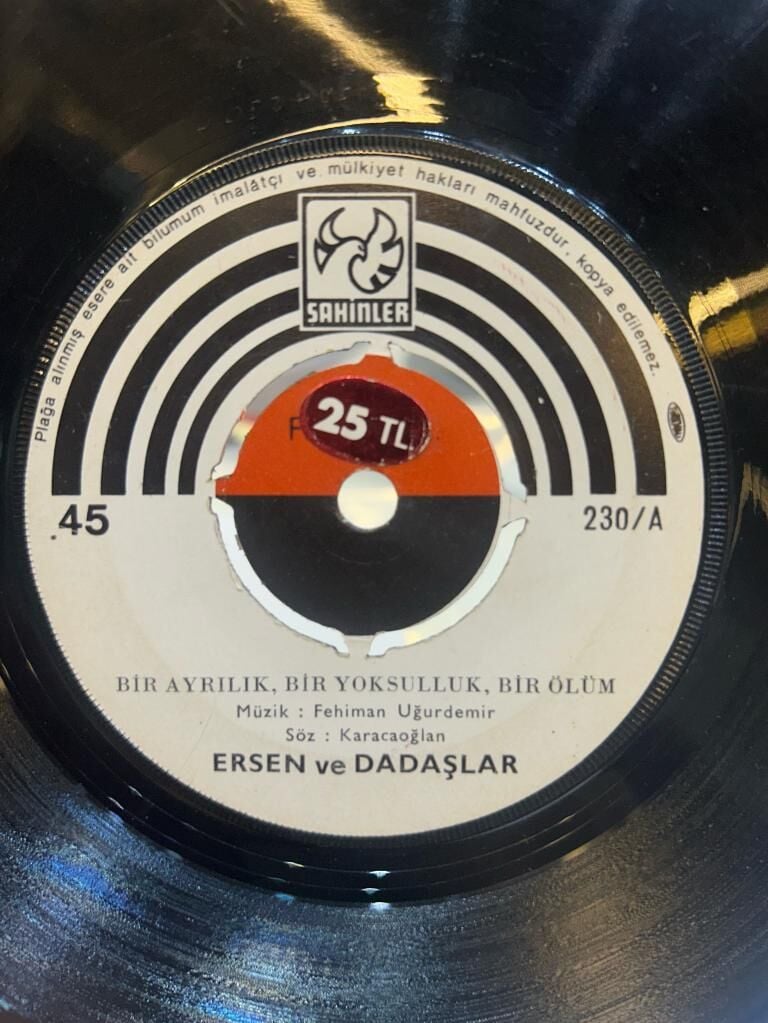 Plağa alınmış esere ait bilumum imalâtçı ve mülkiyet hakları mahfuzdur, kopya edilemez.
ŞAHİNLER
25 TL
45
230/A
BİR AYRILIK, BİR YOKSULLUK, BİR ÖLÜM
Müzik : Fehiman Uğurdemir
Söz : Karacaoğlan
ERSEN ve DADAŞLAR